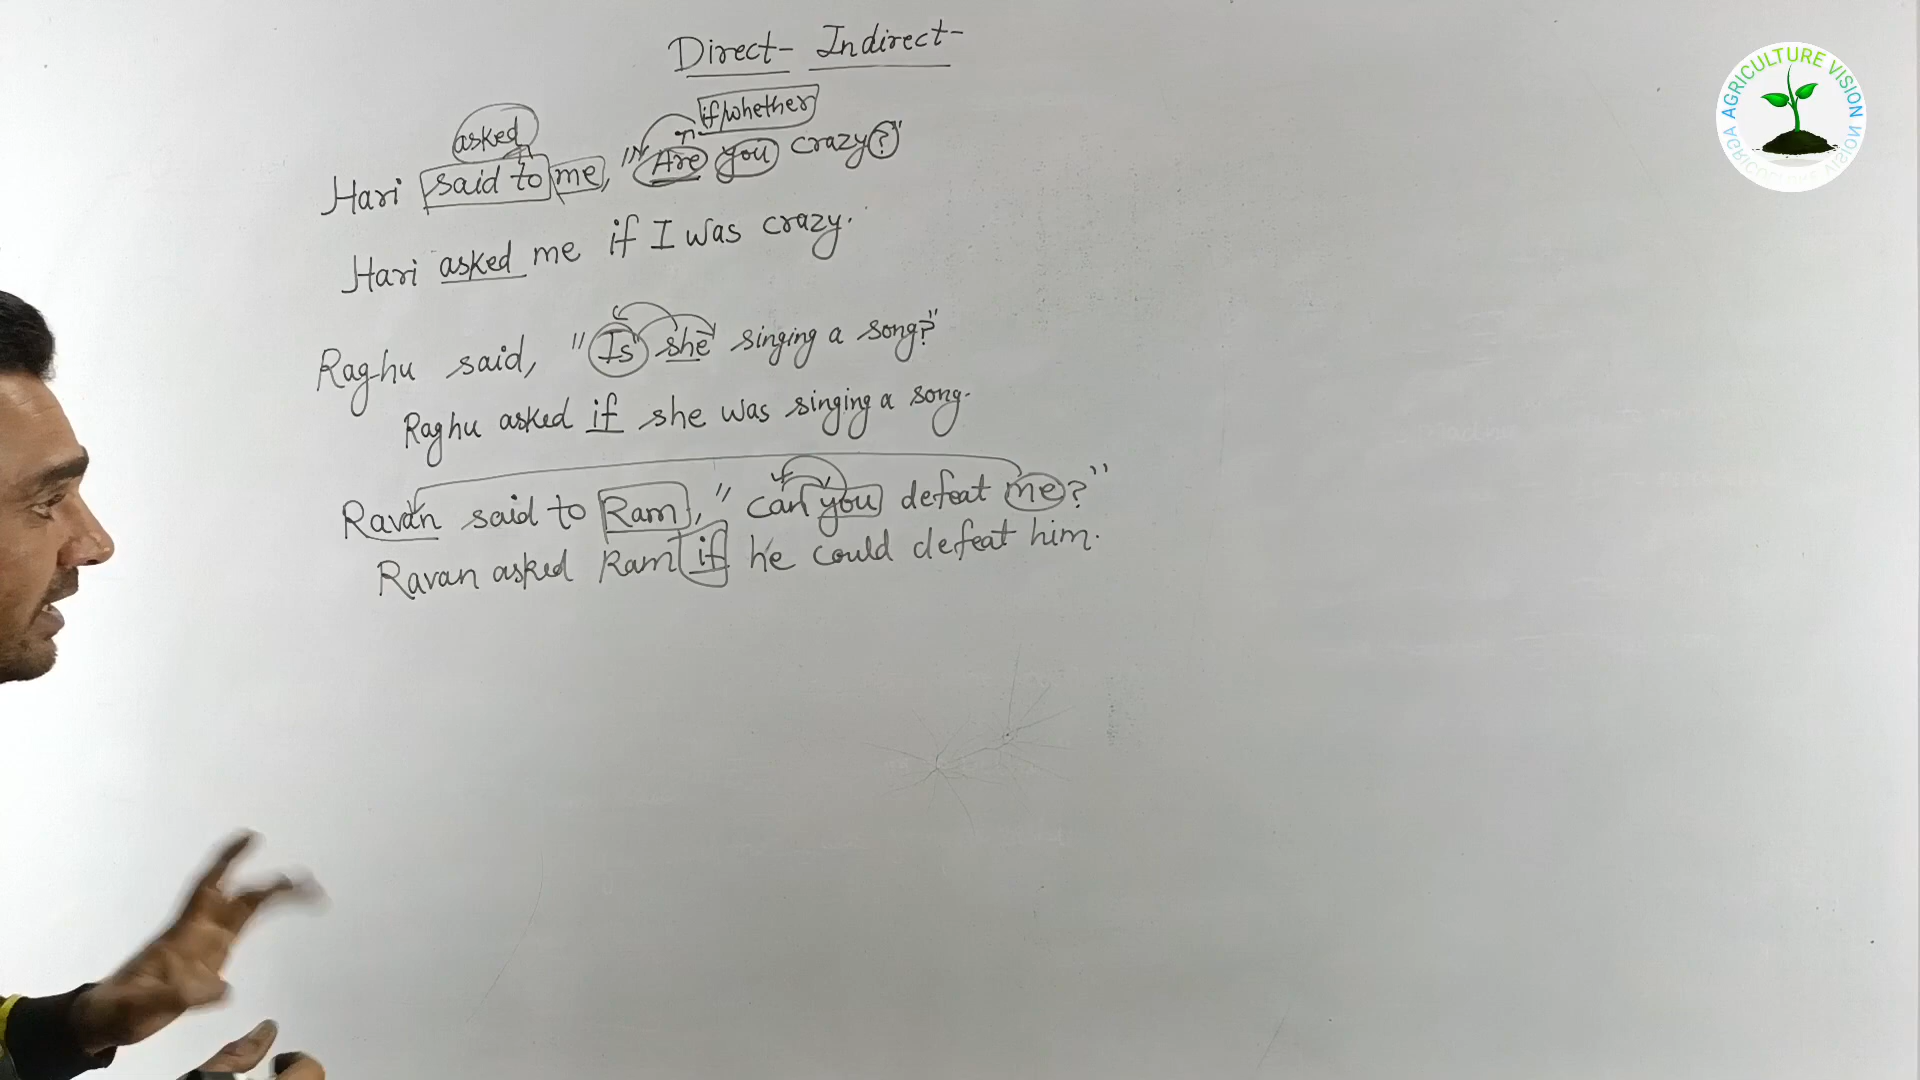 Direct- Indirect-
asked
if/whether
Hari said to me, "Are you crazy?"
Hari asked me if I was crazy.
Raghu said, "Is she singing a song?"
Raghu asked if she was singing a song.
Ravan said to Ram, "can you defeat me?"
Ravan asked Ram if he could defeat him.
AGRICULTURE VISION